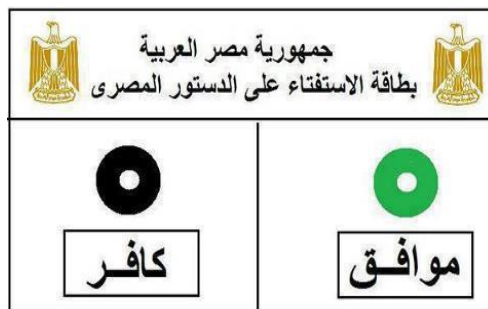 جمهورية مصر العربية
بطاقة الاستفتاء على الدستور المصرى
موافـق
كافـر